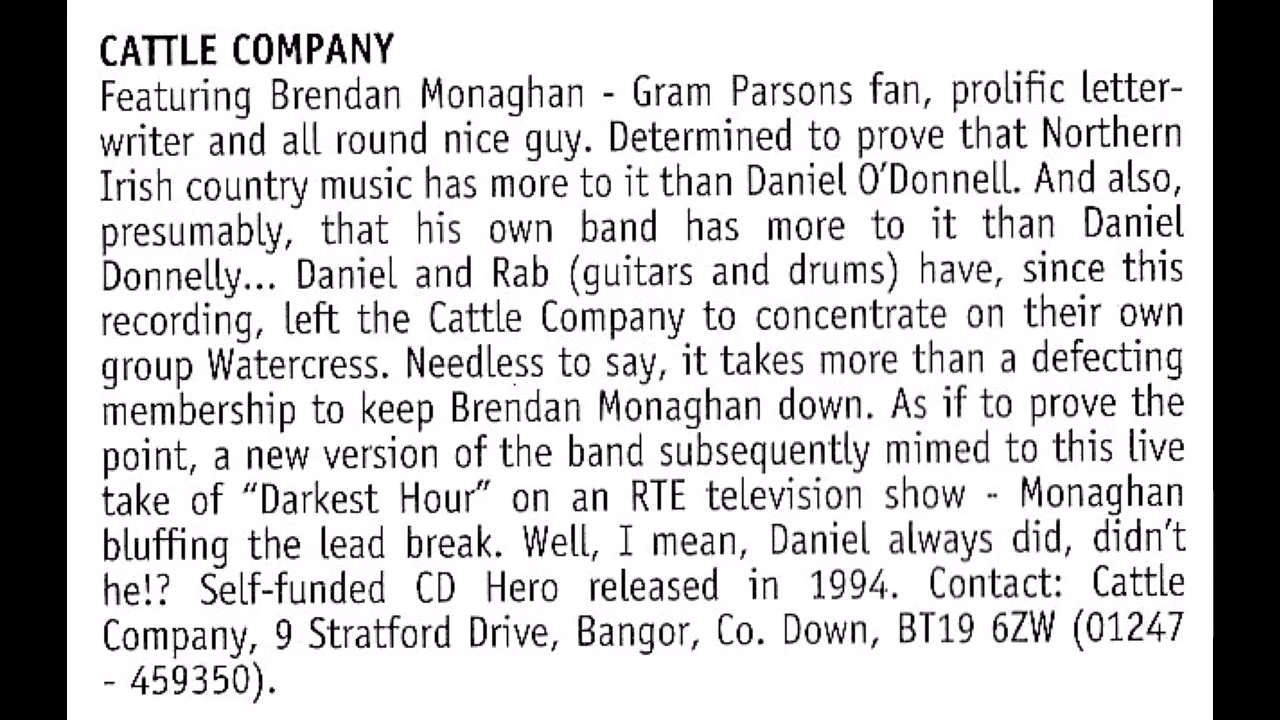 CATTLE COMPANY
Featuring Brendan Monaghan - Gram Parsons fan, prolific letter-
writer and all round nice guy. Determined to prove that Northern
Irish country music has more to it than Daniel O'Donnell. And also,
presumably, that his own band has more to it than Daniel
Donnelly... Daniel and Rab (guitars and drums) have, since this
recording, left the Cattle Company to concentrate on their own
group Watercress. Needless to say, it takes more than a defecting
membership to keep Brendan Monaghan down. As if to prove the
point, a new version of the band subsequently mimed to this live
take of "Darkest Hour" on an RTE television show - Monaghan
bluffing the lead break. Well, I mean, Daniel always did, didn't
he!? Self-funded CD Hero released in 1994. Contact: Cattle
Company, 9 Stratford Drive, Bangor, Co. Down, BT19 6ZW (01247
- 459350).